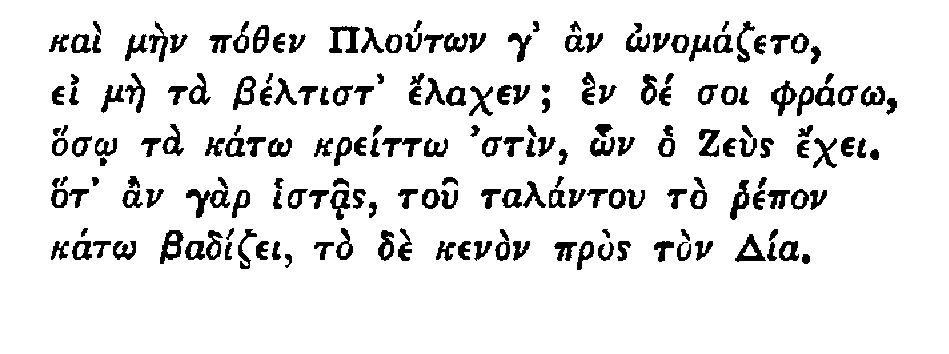 καὶ μὴν πόθεν Πλούτων γ’ ἂν ὠνομάζετο,
εἰ μὴ τὰ βέλτιστ’ ἔλαχεν; ἓν δέ σοι φράσω,
ὅσῳ τὰ κάτω κρείττω ’στὶν, ὧν ὁ Ζεὺς ἔχει.
ὅτ’ ἂν γὰρ ἱστᾷς, τοῦ ταλάντου τὸ ῥέπον
κάτω βαδίζει, τὸ δὲ κενὸν πρὸς τὸν Δία.